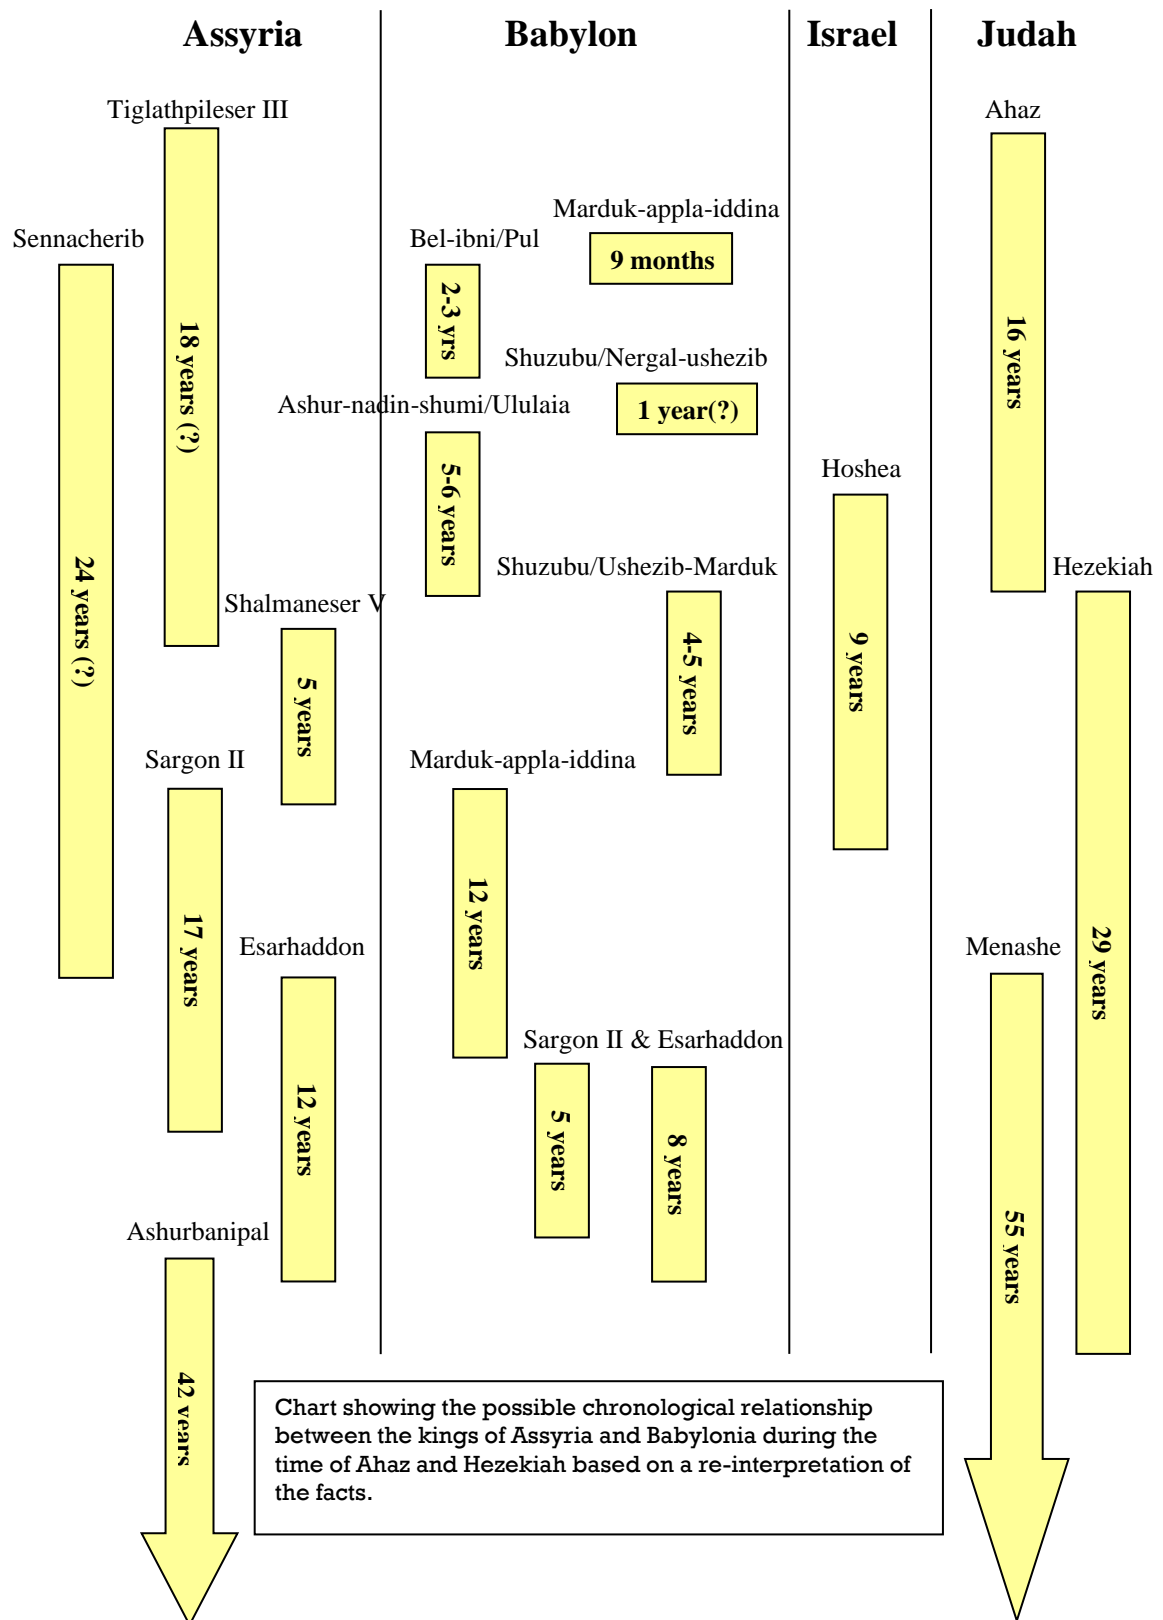 Assyria
Babylon
Israel
Judah
Tiglathpileser III
Ahaz
Marduk-appla-iddina
Sennacherib
Bel-ibni/Pul
9 months
2-3 yrs
18 years (?)
16 years
Shuzubu/Nergal-ushezib
Ashur-nadin-shumi/Ululaia
1 year(?)
5-6 years
Hoshea
Shuzubu/Ushezib-Marduk
Hezekiah
Shalmaneser V
24 years (?)
4-5 years
9 years
5 years
Sargon II
Marduk-appla-iddina
12 years
17 years
Esarhaddon
Menashe
29 years
Sargon II & Esarhaddon
12 years
5 years
8 years
Ashurbanipal
55 years
42 years
Chart showing the possible chronological relationship
between the kings of Assyria and Babylonia during the
time of Ahaz and Hezekiah based on a re-interpretation of
the facts.